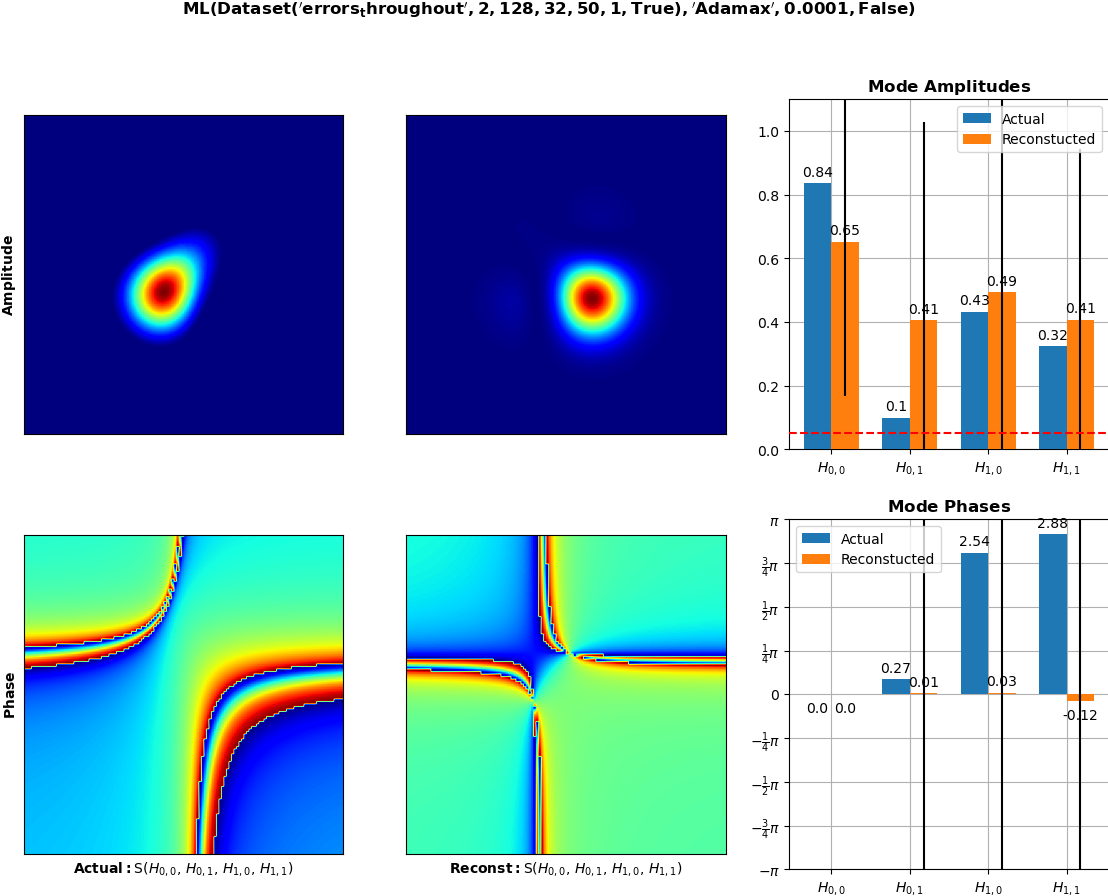 ML(Dataset('errors_throughout', 2, 128, 32, 50, 1, True), 'Adamax', 0.0001, False)
Amplitude
Mode Amplitudes
Actual
Reconstucted
1.0
0.8
0.6
0.4
0.2
0.0
0.84
0.65
0.1
0.41
0.43
0.49
0.32
0.41
H0,0
H0,1
H1,0
H1,1
Phase
Actual: S(H0,0, H0,1, H1,0, H1,1)
Reconst: S(H0,0, H0,1, H1,0, H1,1)
Mode Phases
Actual
Reconstucted
π
3/4π
1/2π
1/4π
0
−1/4π
−1/2π
−3/4π
−π
0.0
0.0
0.27
0.01
2.54
0.03
2.88
-0.12
H0,0
H0,1
H1,0
H1,1